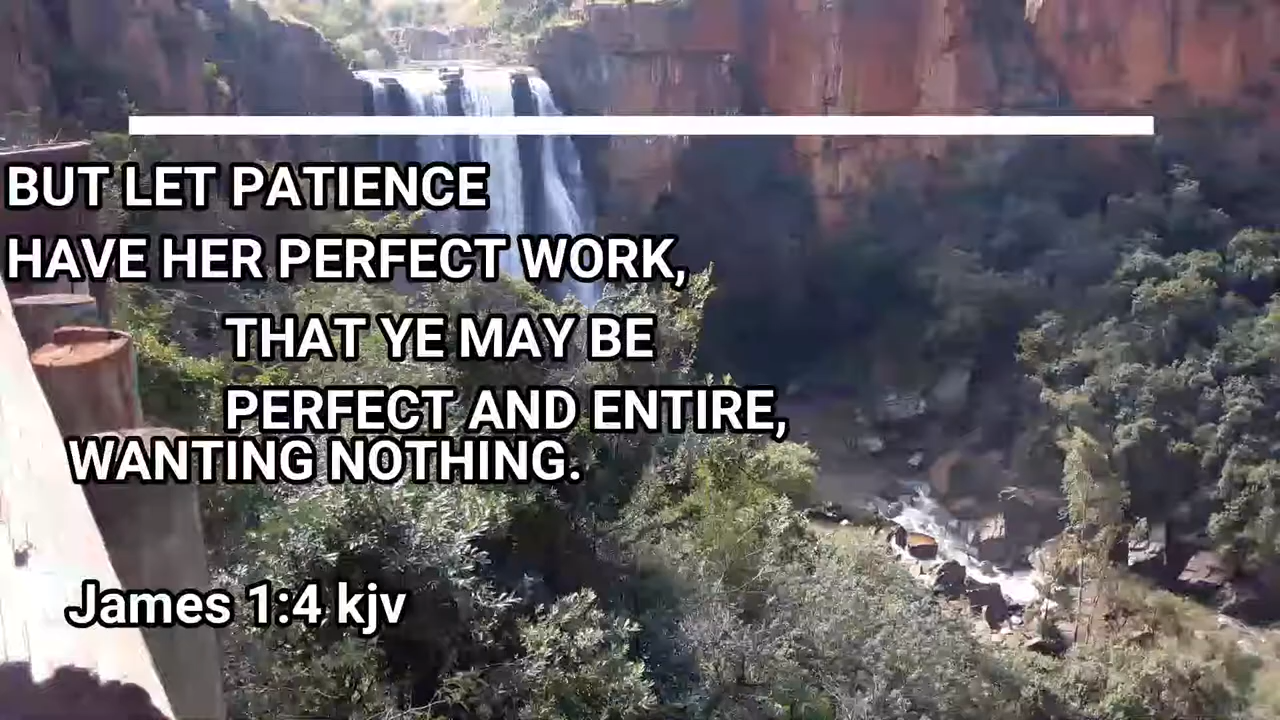 BUT LET PATIENCE
HAVE HER PERFECT WORK,
THAT YE MAY BE
PERFECT AND ENTIRE,
WANTING NOTHING.
James 1:4 kjv